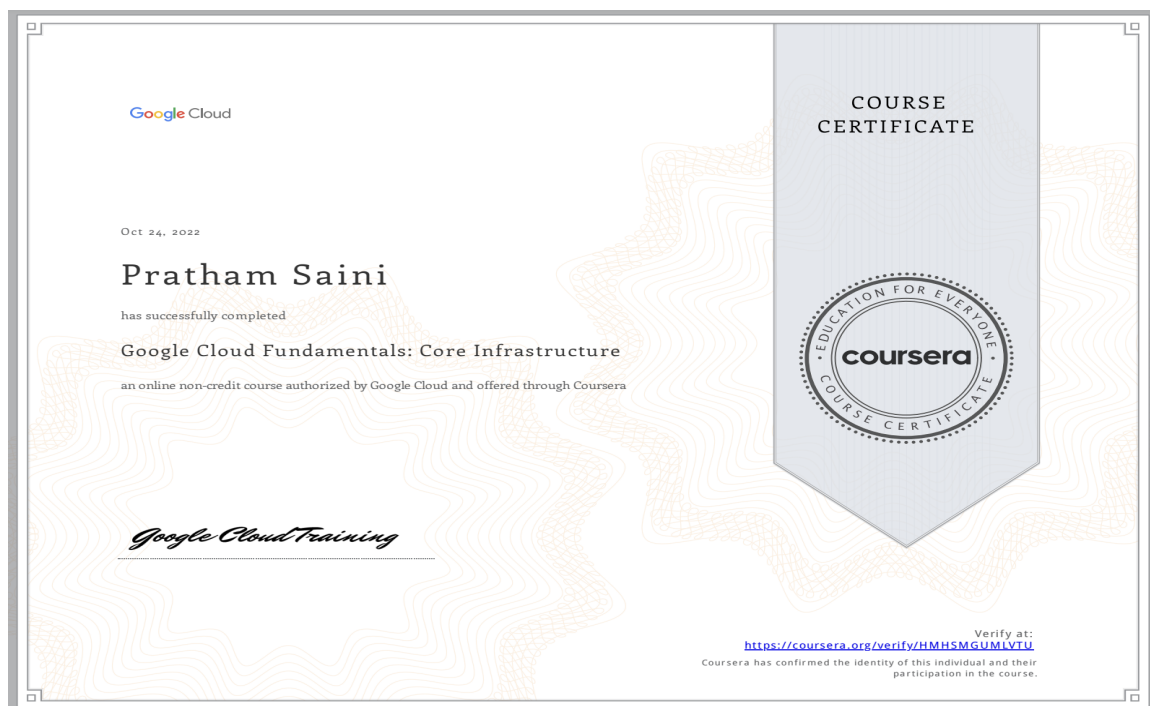 Google Cloud
COURSE
CERTIFICATE
Oct 24, 2022
Pratham Saini
has successfully completed
Google Cloud Fundamentals: Core Infrastructure
an online non-credit course authorized by Google Cloud and offered through Coursera
EDUCATION FOR EVERYONE
coursera
COURSE CERTIFICATE
Google Cloud Training
Verify at:
https://coursera.org/verify/HMHSMGUMLVTU
Coursera has confirmed the identity of this individual and their
participation in the course.